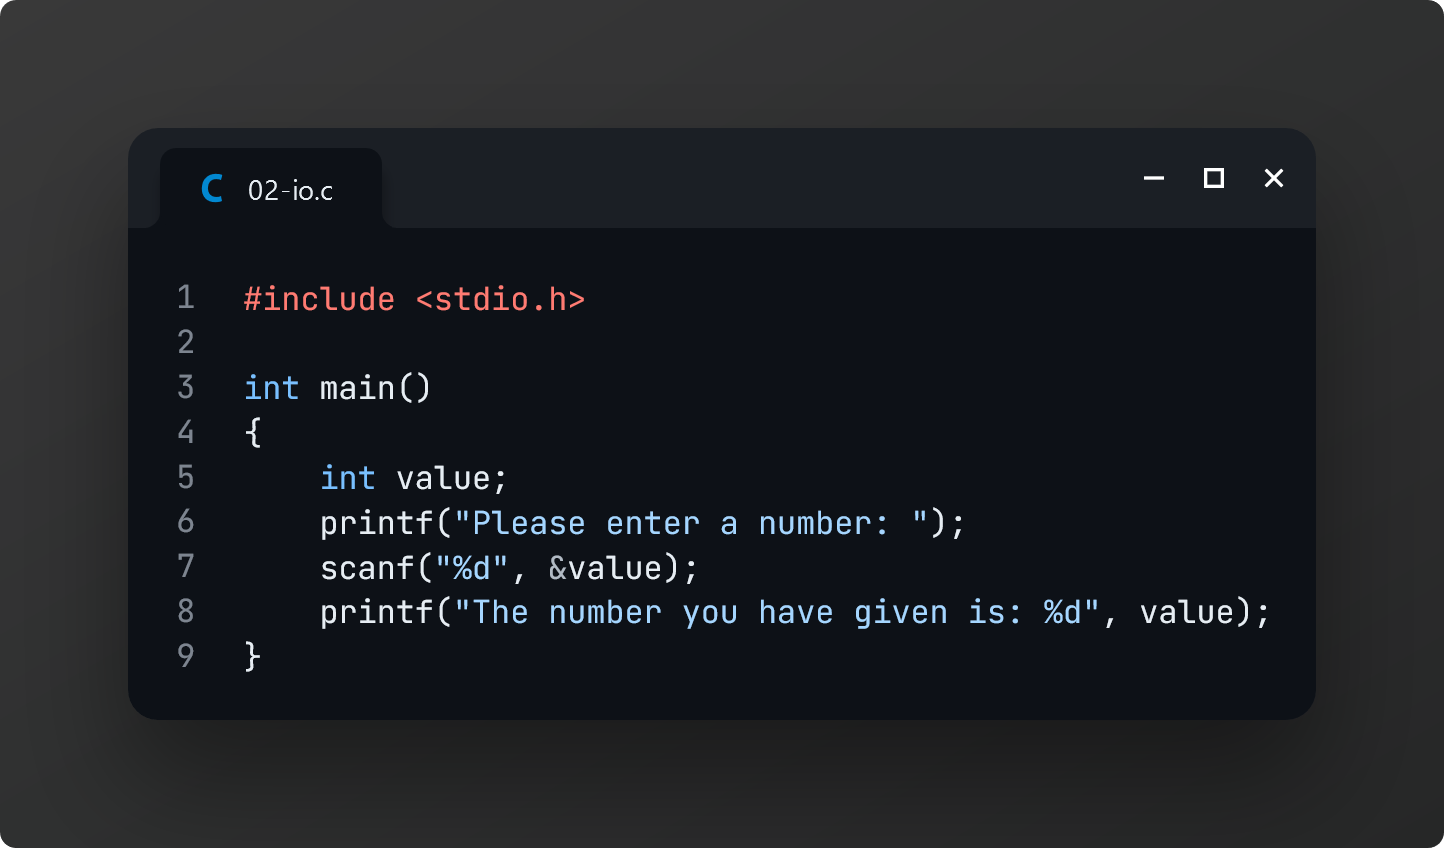 02-io.c
1 #include <stdio.h>
2
3 int main()
4 {
5     int value;
6     printf("Please enter a number: ");
7     scanf("%d", &value);
8     printf("The number you have given is: %d", value);
9 }